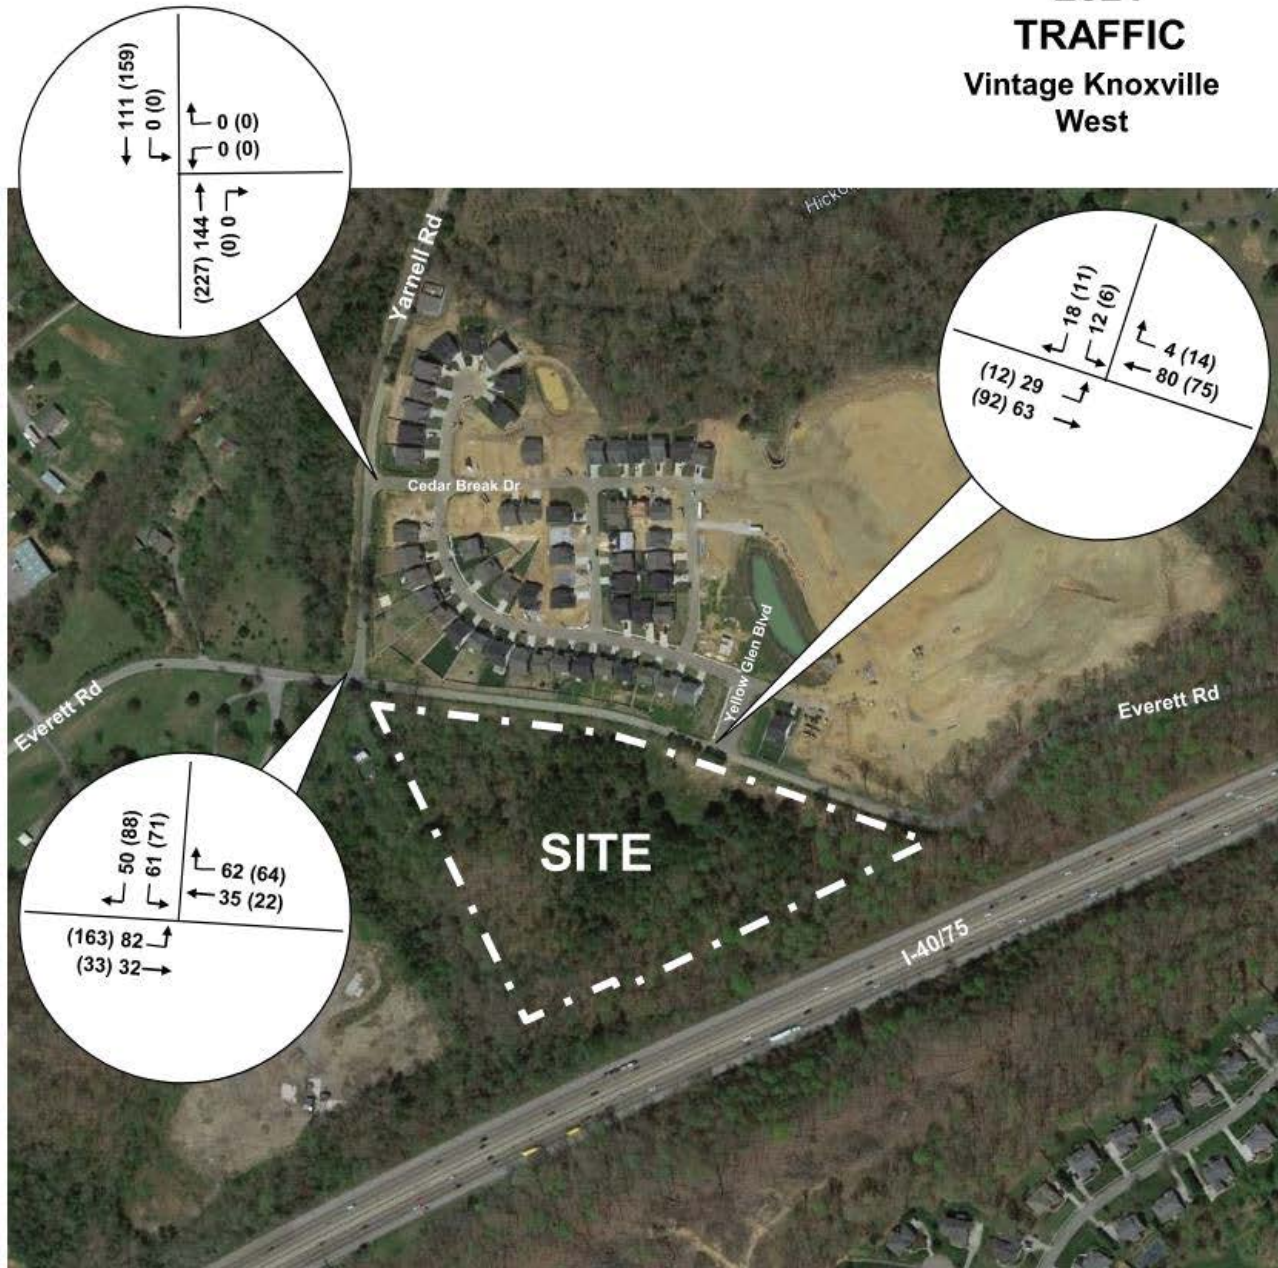 TRAFFIC
Vintage Knoxville
West
111 (159)
0 (0)
0 (0)
0 (0)
(227) 144
(0) 0
Yarnell Rd
18 (11)
12 (6)
4 (14)
80 (75)
(12) 29
(92) 63
Cedar Break Dr
Yellow Glen Blvd
Everett Rd
Everett Rd
50 (88)
61 (71)
62 (64)
35 (22)
(163) 82
(33) 32
SITE
I-40/75